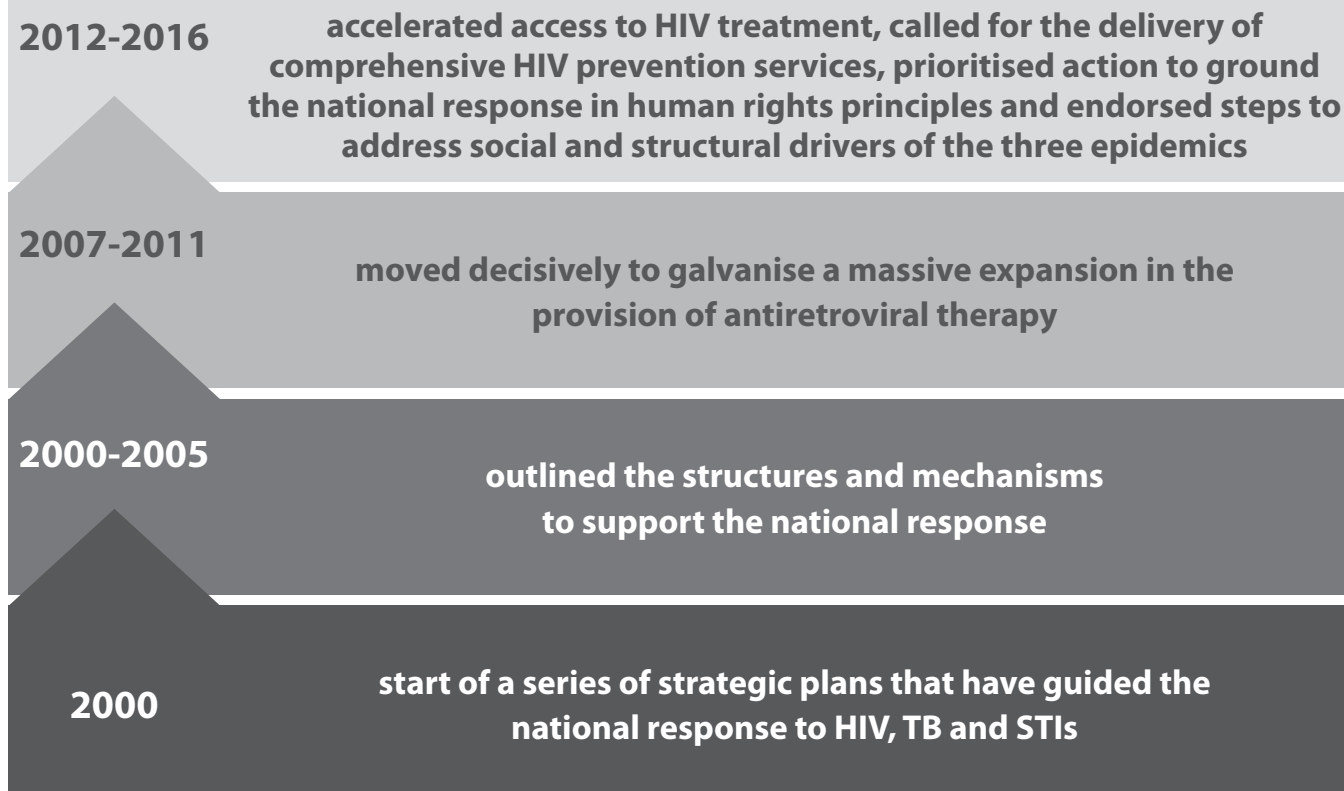 2012-2016
accelerated access to HIV treatment, called for the delivery of
comprehensive HIV prevention services, prioritised action to ground
the national response in human rights principles and endorsed steps to
address social and structural drivers of the three epidemics
2007-2011
moved decisively to galvanise a massive expansion in the
provision of antiretroviral therapy
2000-2005
outlined the structures and mechanisms
to support the national response
2000
start of a series of strategic plans that have guided the
national response to HIV, TB and STIs